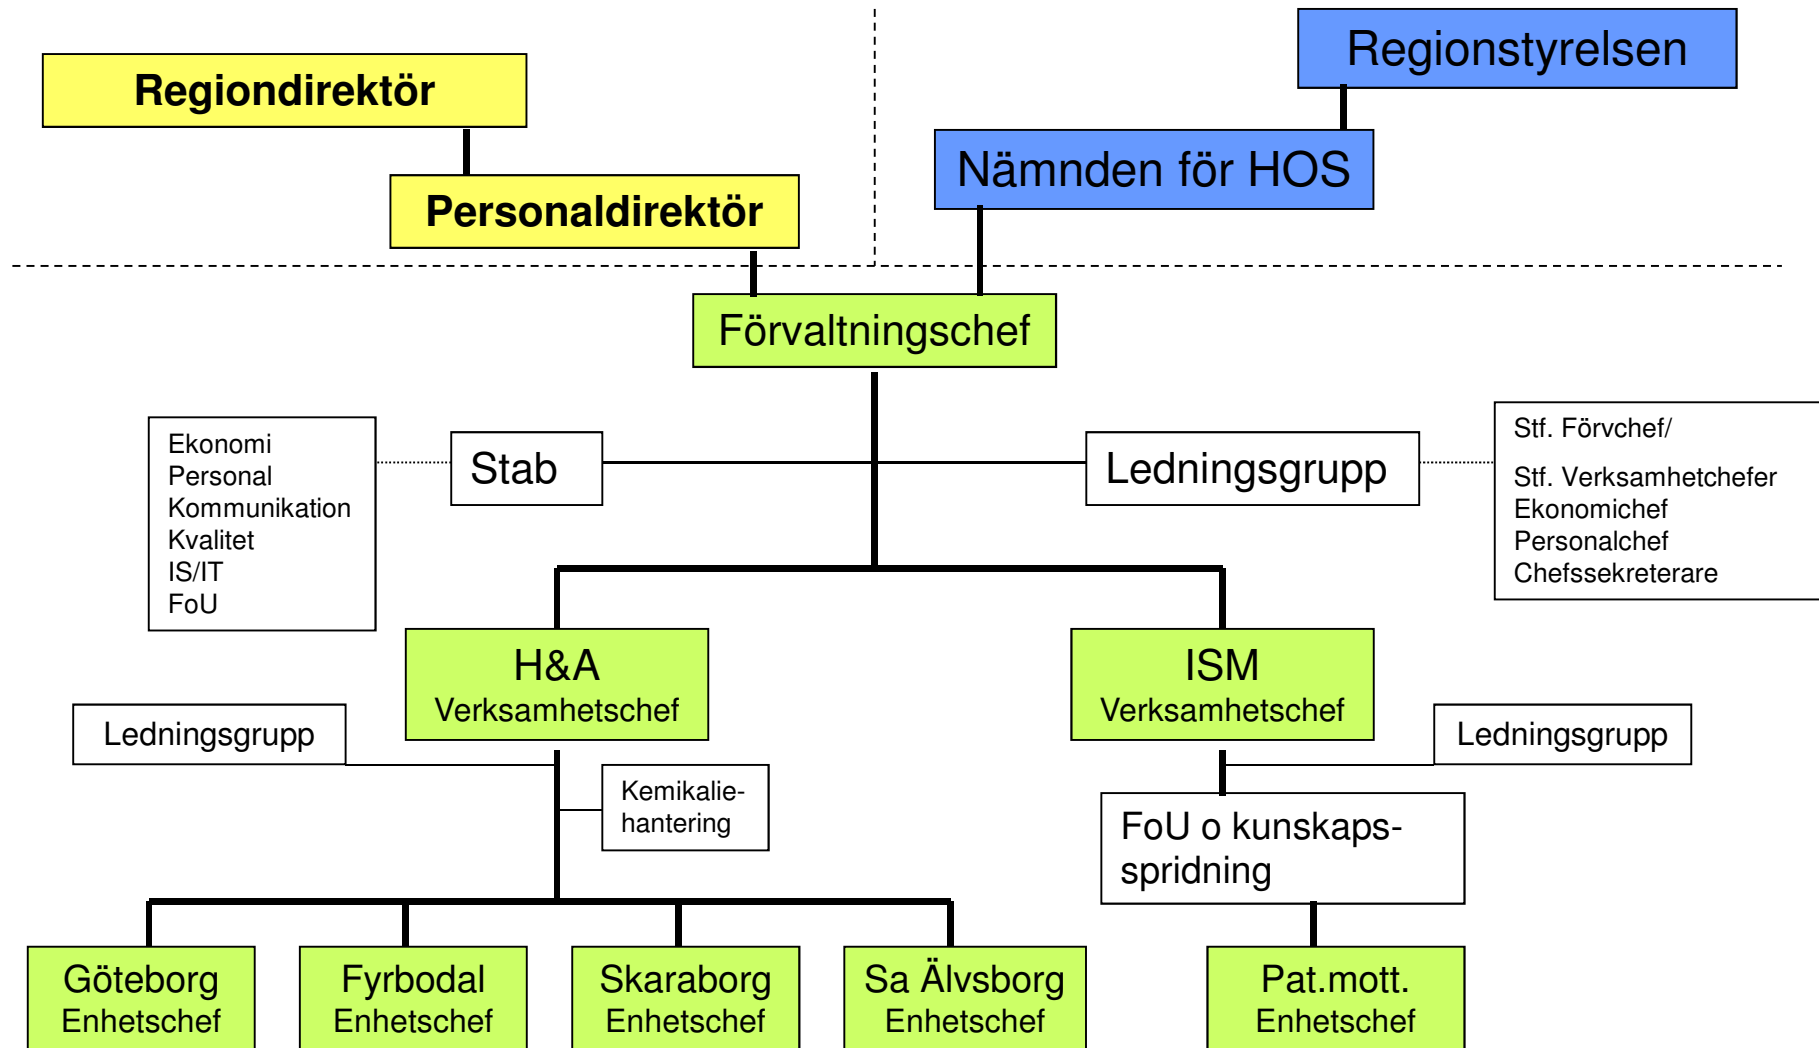 Regiondirektör
Regionstyrelsen
Personaldirektör
Nämnden för HOS
Förvaltningschef
Ekonomi
Personal
Kommunikation
Kvalitet
IS/IT
FoU
Stab
Ledningsgrupp
Stf. Förvchef/
Stf. Verksamhetchefer
Ekonomichef
Personalchef
Chefssekreterare
H&A
Verksamhetschef
ISM
Verksamhetschef
Ledningsgrupp
Ledningsgrupp
Kemikalie-
hantering
FoU o kunskaps-
spridning
Göteborg
Enhetschef
Fyrbodal
Enhetschef
Skaraborg
Enhetschef
Sa Älvsborg
Enhetschef
Pat.mott.
Enhetschef